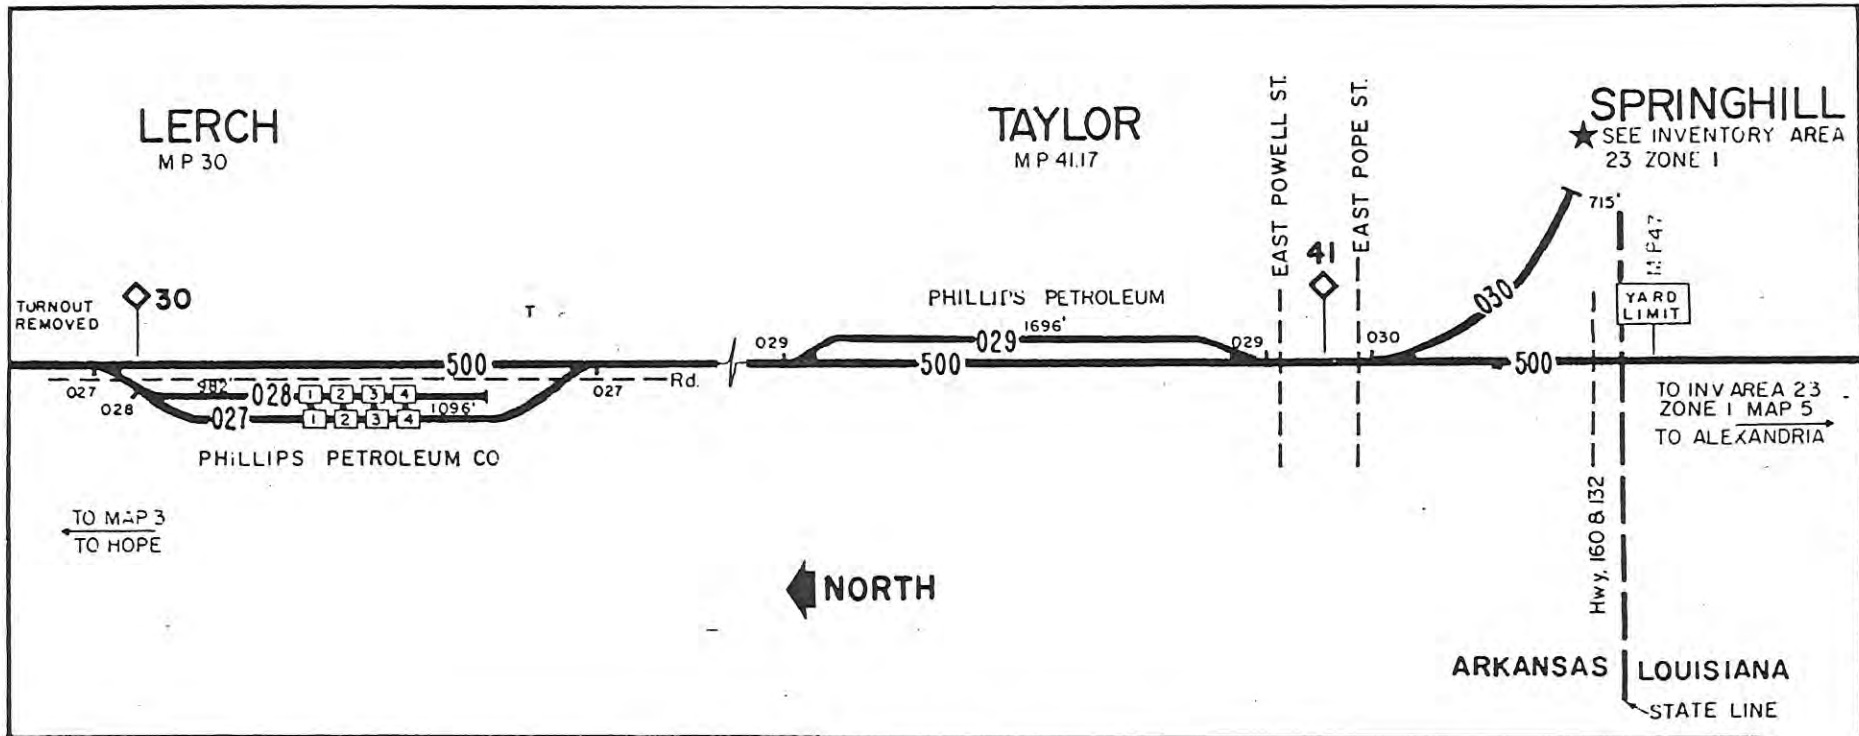 LERCH
MP 30
TAYLOR
MP 41.17
EAST POWELL ST.
EAST POPE ST.
SPRINGHILL
★ SEE INVENTORY AREA
23 ZONE 1
715'
MP47
41
30
TURNOUT
REMOVED
T
PHILLIPS PETROLEUM
030
YARD
LIMIT
029
1696'
029
029
030
500
500
500
Rd.
027
982'
028
1 2 3 4
027
028
027
1 2 3 4
1096'
TO INV AREA 23
ZONE 1 MAP 5
TO ALEXANDRIA
PHILLIPS PETROLEUM CO
TO MAP 3
TO HOPE
Hwy. 160 & 132
NORTH
ARKANSAS
LOUISIANA
STATE LINE